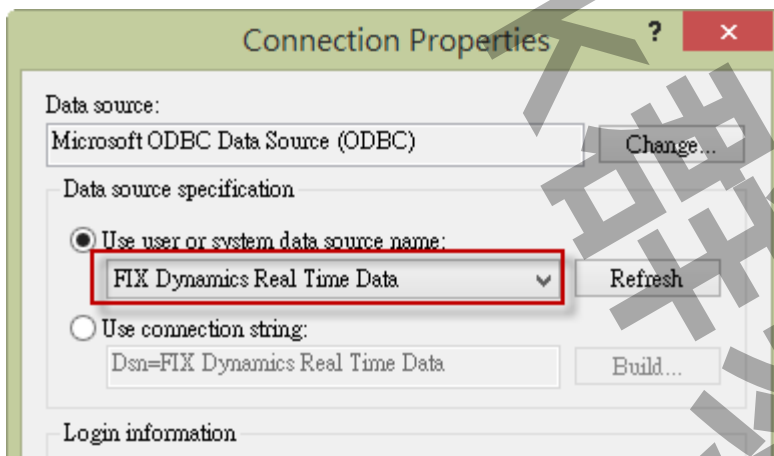 Connection Properties ? ×
Data source:
Microsoft ODBC Data Source (ODBC) Change...
Data source specification
Use user or system data source name:
FIX Dynamics Real Time Data Refresh
Use connection string:
Dsn=FIX Dynamics Real Time Data Build...
Login information